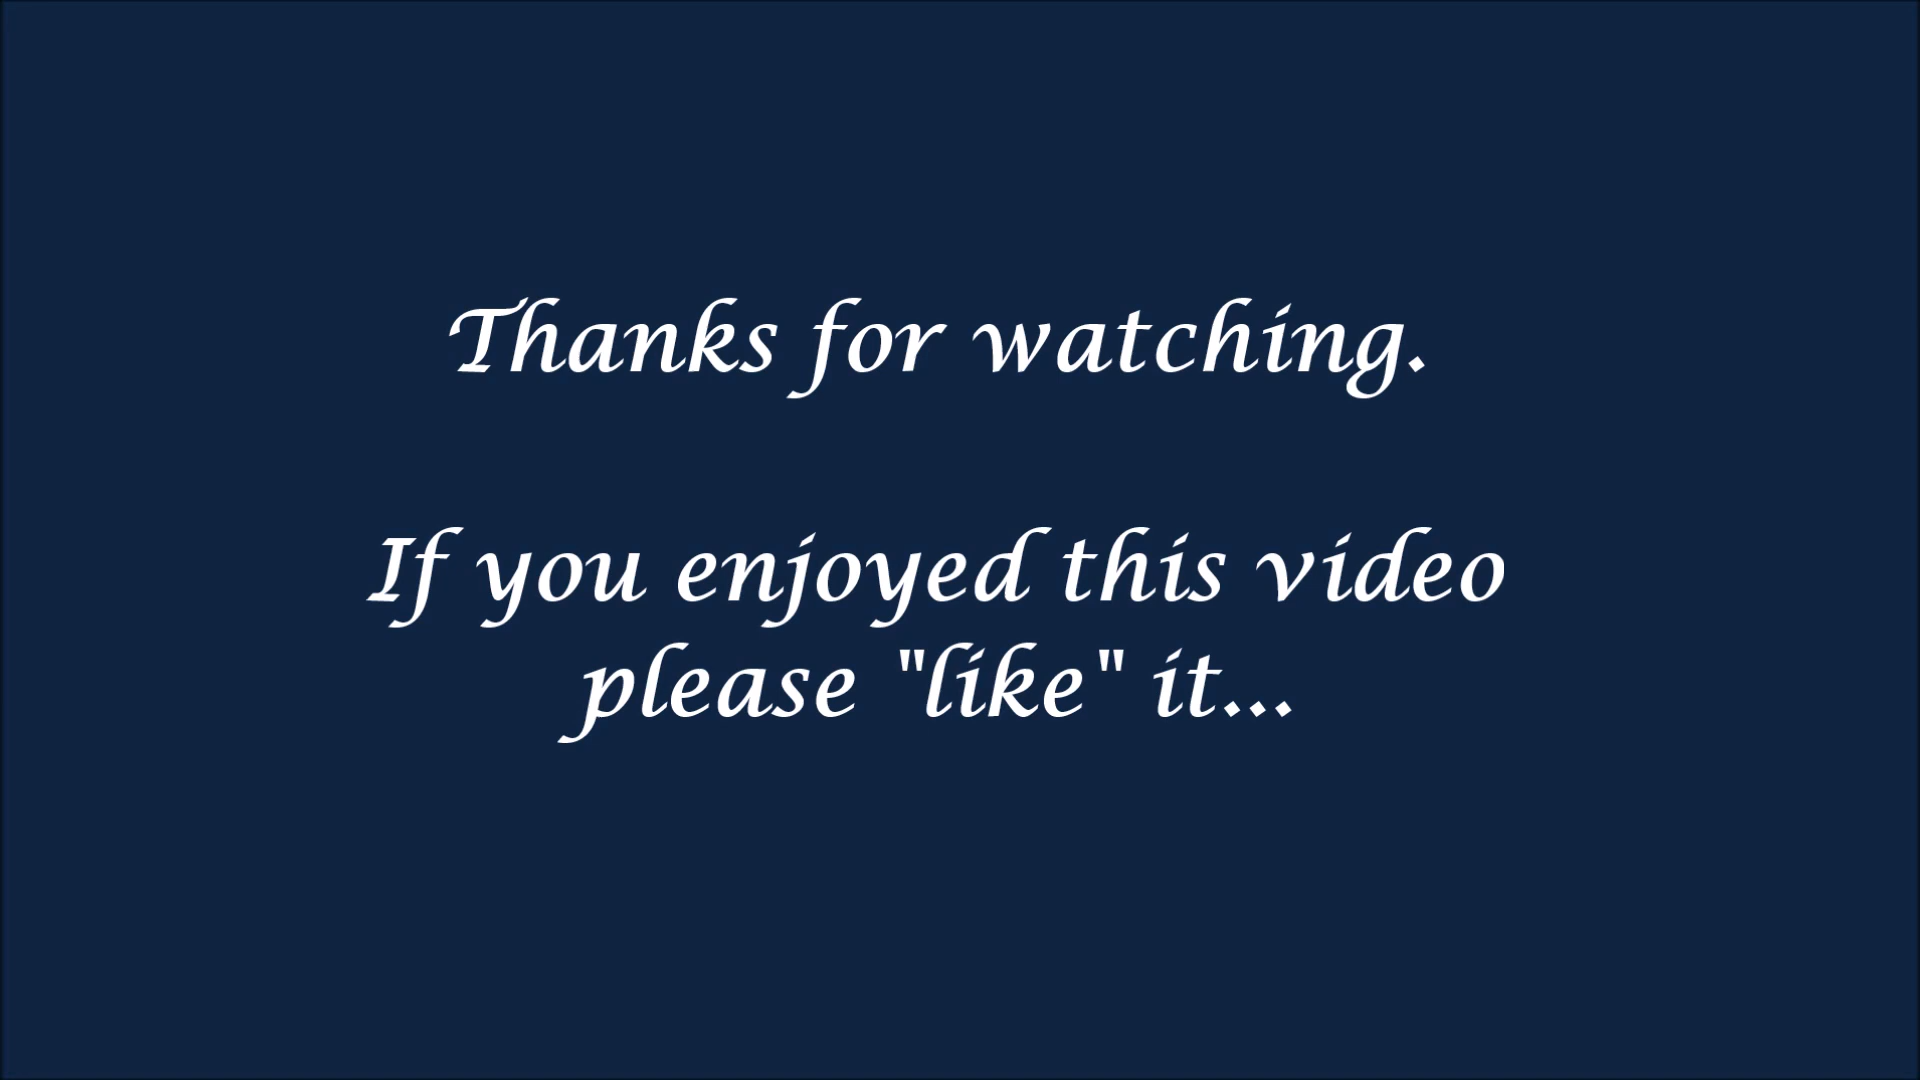 Thanks for watching.
If you enjoyed this video
please "like" it...